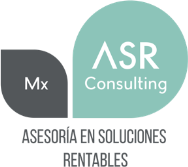 Mx
ASR
Consulting
ASESORÍA EN SOLUCIONES
RENTABLES